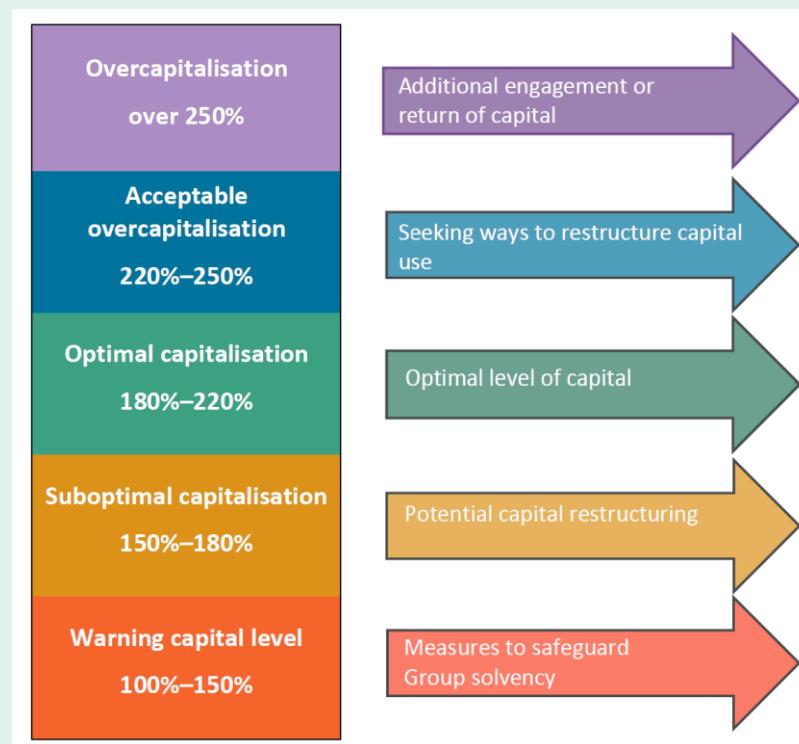 Overcapitalisation
over 250%
Additional engagement or
return of capital
Acceptable
overcapitalisation
220%–250%
Seeking ways to restructure capital
use
Optimal capitalisation
180%–220%
Optimal level of capital
Suboptimal capitalisation
150%–180%
Potential capital restructuring
Warning capital level
100%–150%
Measures to safeguard
Group solvency